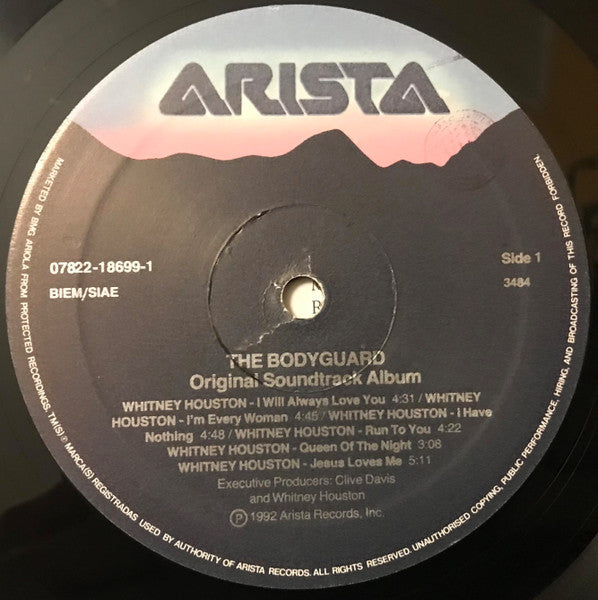 ARISTA
07822-18699-1
BIEM/SIAE
Side 1
3484
THE BODYGUARD
Original Soundtrack Album
WHITNEY HOUSTON - I Will Always Love You 4:31 / WHITNEY
HOUSTON - I'm Every Woman 4:45 / WHITNEY HOUSTON - I Have
Nothing 4:48 / WHITNEY HOUSTON - Run To You 4:22
WHITNEY HOUSTON - Queen Of The Night 3:08
WHITNEY HOUSTON - Jesus Loves Me 5:11
Executive Producers: Clive Davis
and Whitney Houston
Ⓟ 1992 Arista Records, Inc.
MARKETED BY BMG ARIOLA FROM PROTECTED RECORDINGS. TM(S)® MARCA(S) REGISTRADAS USED BY AUTHORITY OF ARISTA RECORDS. ALL RIGHTS RESERVED. UNAUTHORISED COPYING, PUBLIC PERFORMANCE, HIRING, AND BROADCASTING OF THIS RECORD FORBIDDEN.